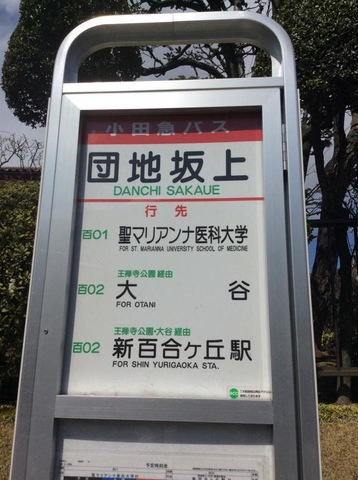 小田急バス
団地坂上
DANCHI SAKAUE
行先
百01 聖マリアンナ医科大学
FOR ST. MARIANNA UNIVERSITY SCHOOL OF MEDICINE
王禅寺公園 経由
百02 大谷
FOR OTANI
王禅寺公園・大谷 経由
百02 新百合ヶ丘駅
FOR SHIN YURIGAOKA STA.